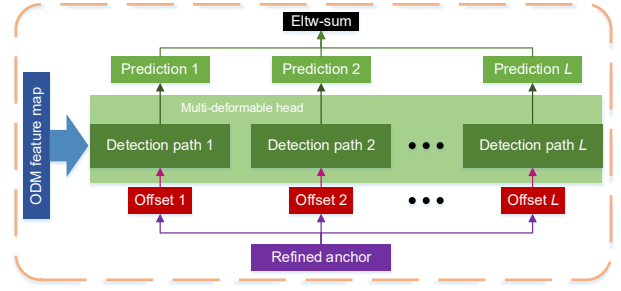 Eltw-sum
Prediction 1
Prediction 2
Prediction L
Multi-deformable head
ODM feature map
Detection path 1
Detection path 2
Detection path L
Offset 1
Offset 2
Offset L
Refined anchor